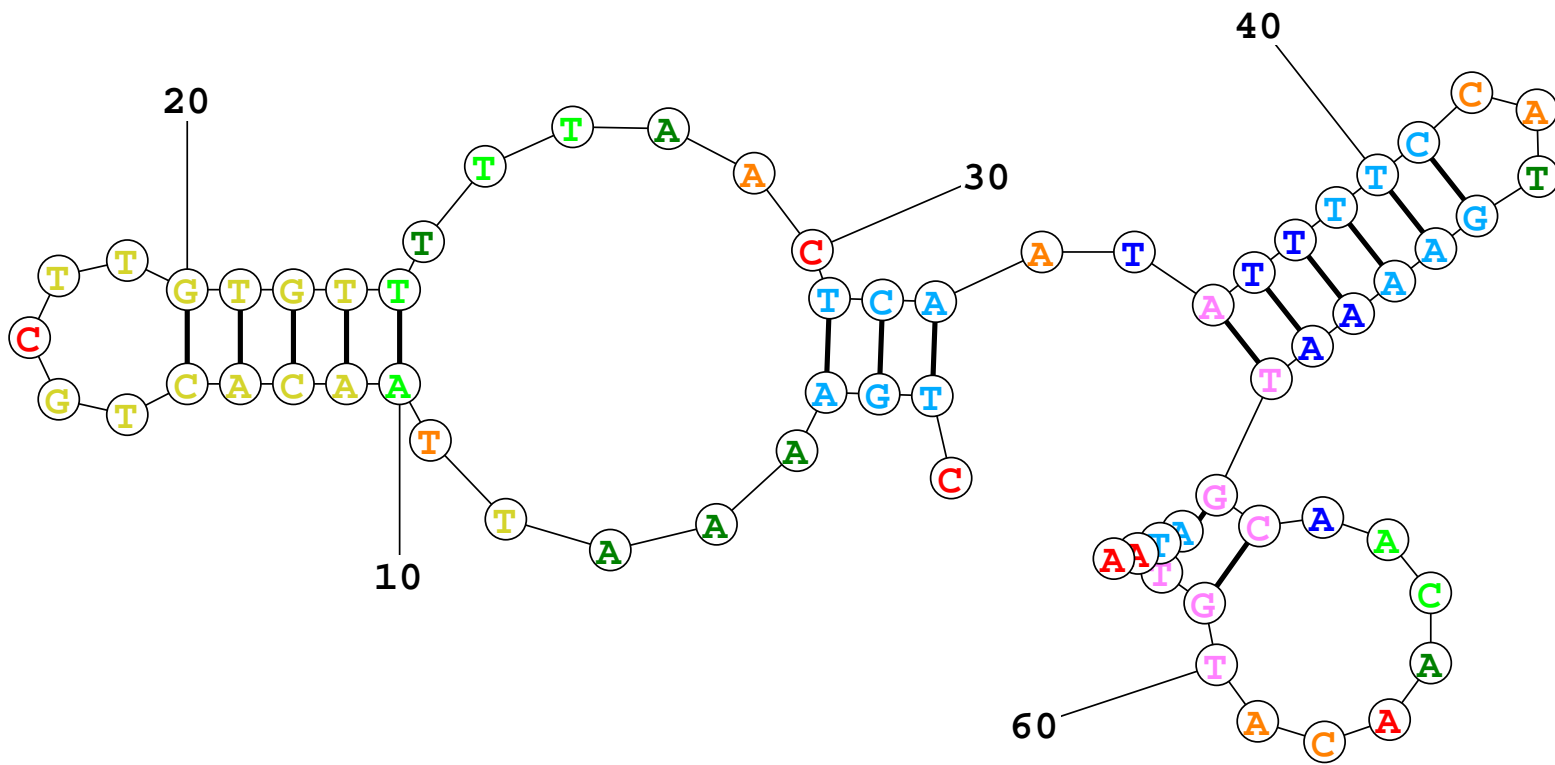 40
20 C A
T A C
T A 30 T T
T G
T C A T T A
T T G T G T T T C A A T A
C A
A
G T C A C A A A G T T
T A
C G
T A A C A
A A A T A
10 T G C
T A
60 A C A